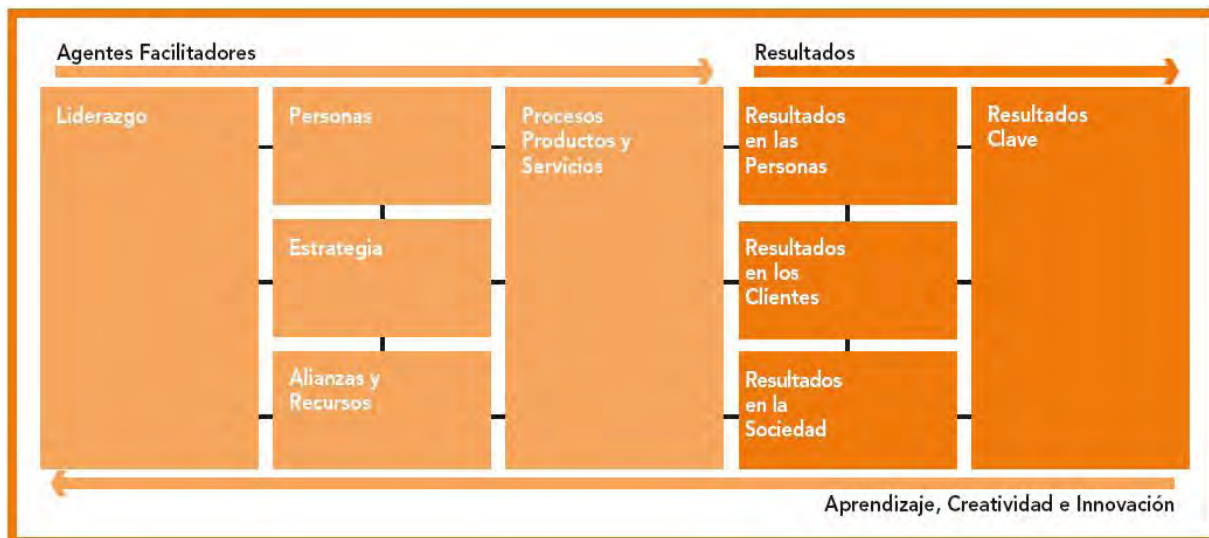 Agentes Facilitadores
Resultados
Liderazgo
Personas
Procesos
Productos y
Servicios
Resultados
en las
Personas
Resultados
Clave
Estrategia
Resultados
en los
Clientes
Alianzas y
Recursos
Resultados
en la
Sociedad
Aprendizaje, Creatividad e Innovación